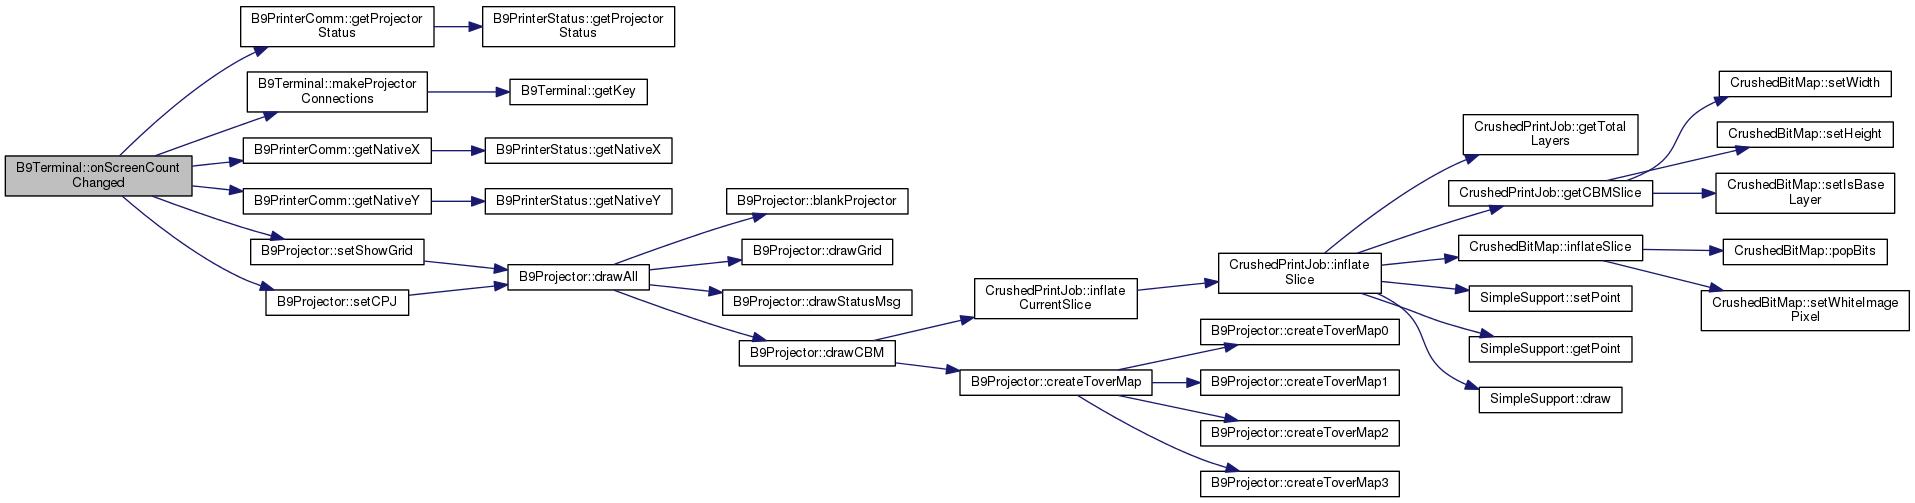 B9Terminal::onScreenCount
Changed
B9PrinterComm::getProjector
Status
B9PrinterStatus::getProjector
Status
B9Terminal::makeProjector
Connections
B9Terminal::getKey
B9PrinterComm::getNativeX
B9PrinterStatus::getNativeX
B9PrinterComm::getNativeY
B9PrinterStatus::getNativeY
B9Projector::setShowGrid
B9Projector::setCPJ
B9Projector::drawAll
B9Projector::blankProjector
B9Projector::drawGrid
B9Projector::drawStatusMsg
B9Projector::drawCBM
CrushedPrintJob::inflate
CurrentSlice
B9Projector::createToverMap
B9Projector::createToverMap0
B9Projector::createToverMap1
B9Projector::createToverMap2
B9Projector::createToverMap3
CrushedPrintJob::inflate
Slice
CrushedPrintJob::getTotal
Layers
CrushedPrintJob::getCBMSlice
CrushedBitMap::inflateSlice
SimpleSupport::setPoint
SimpleSupport::getPoint
SimpleSupport::draw
CrushedBitMap::setWidth
CrushedBitMap::setHeight
CrushedBitMap::setIsBase
Layer
CrushedBitMap::popBits
CrushedBitMap::setWhiteImage
Pixel